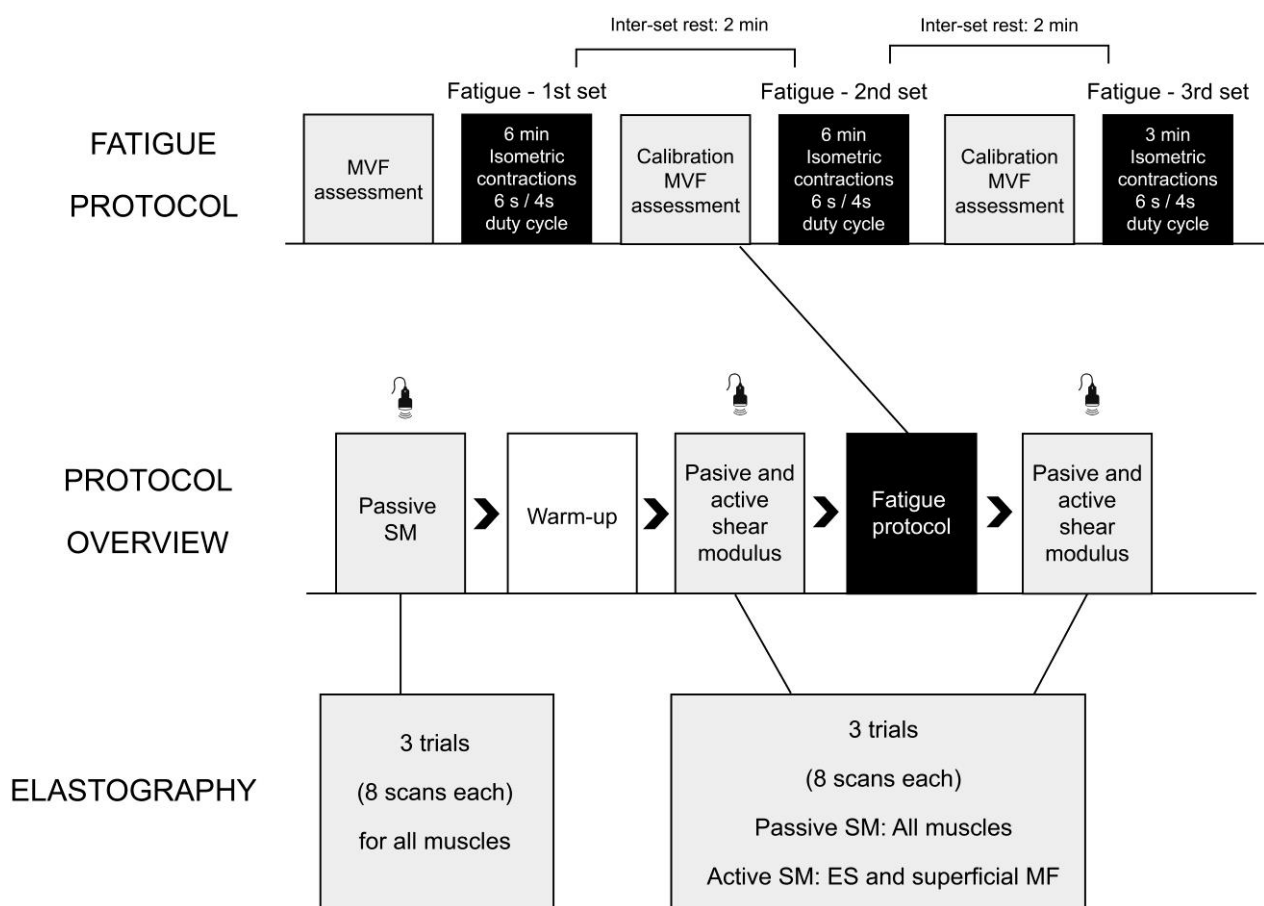 Inter-set rest: 2 min
Inter-set rest: 2 min
Fatigue - 1st set
Fatigue - 2nd set
Fatigue - 3rd set
FATIGUE
PROTOCOL
MVF
assessment
6 min
Isometric
contractions
6 s / 4s
duty cycle
Calibration
MVF
assessment
6 min
Isometric
contractions
6 s / 4s
duty cycle
Calibration
MVF
assessment
3 min
Isometric
contractions
6 s / 4s
duty cycle
PROTOCOL
OVERVIEW
Passive
SM
Warm-up
Pasive and
active
shear
modulus
Fatigue
protocol
Pasive and
active
shear
modulus
ELASTOGRAPHY
3 trials
(8 scans each)
for all muscles
3 trials
(8 scans each)
Passive SM: All muscles
Active SM: ES and superficial MF